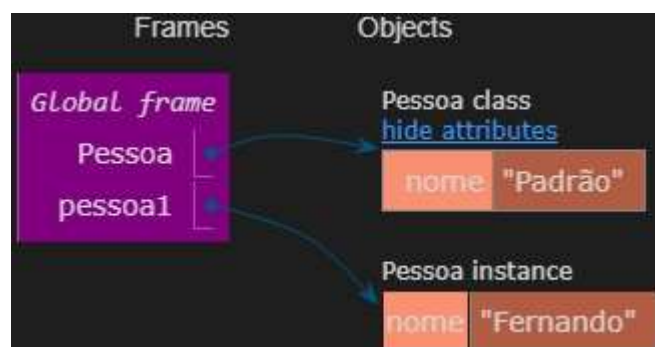 Frames Objects
Global frame
Pessoa
pessoa1
Pessoa class
hide attributes
nome "Padrão"
Pessoa instance
nome "Fernando"